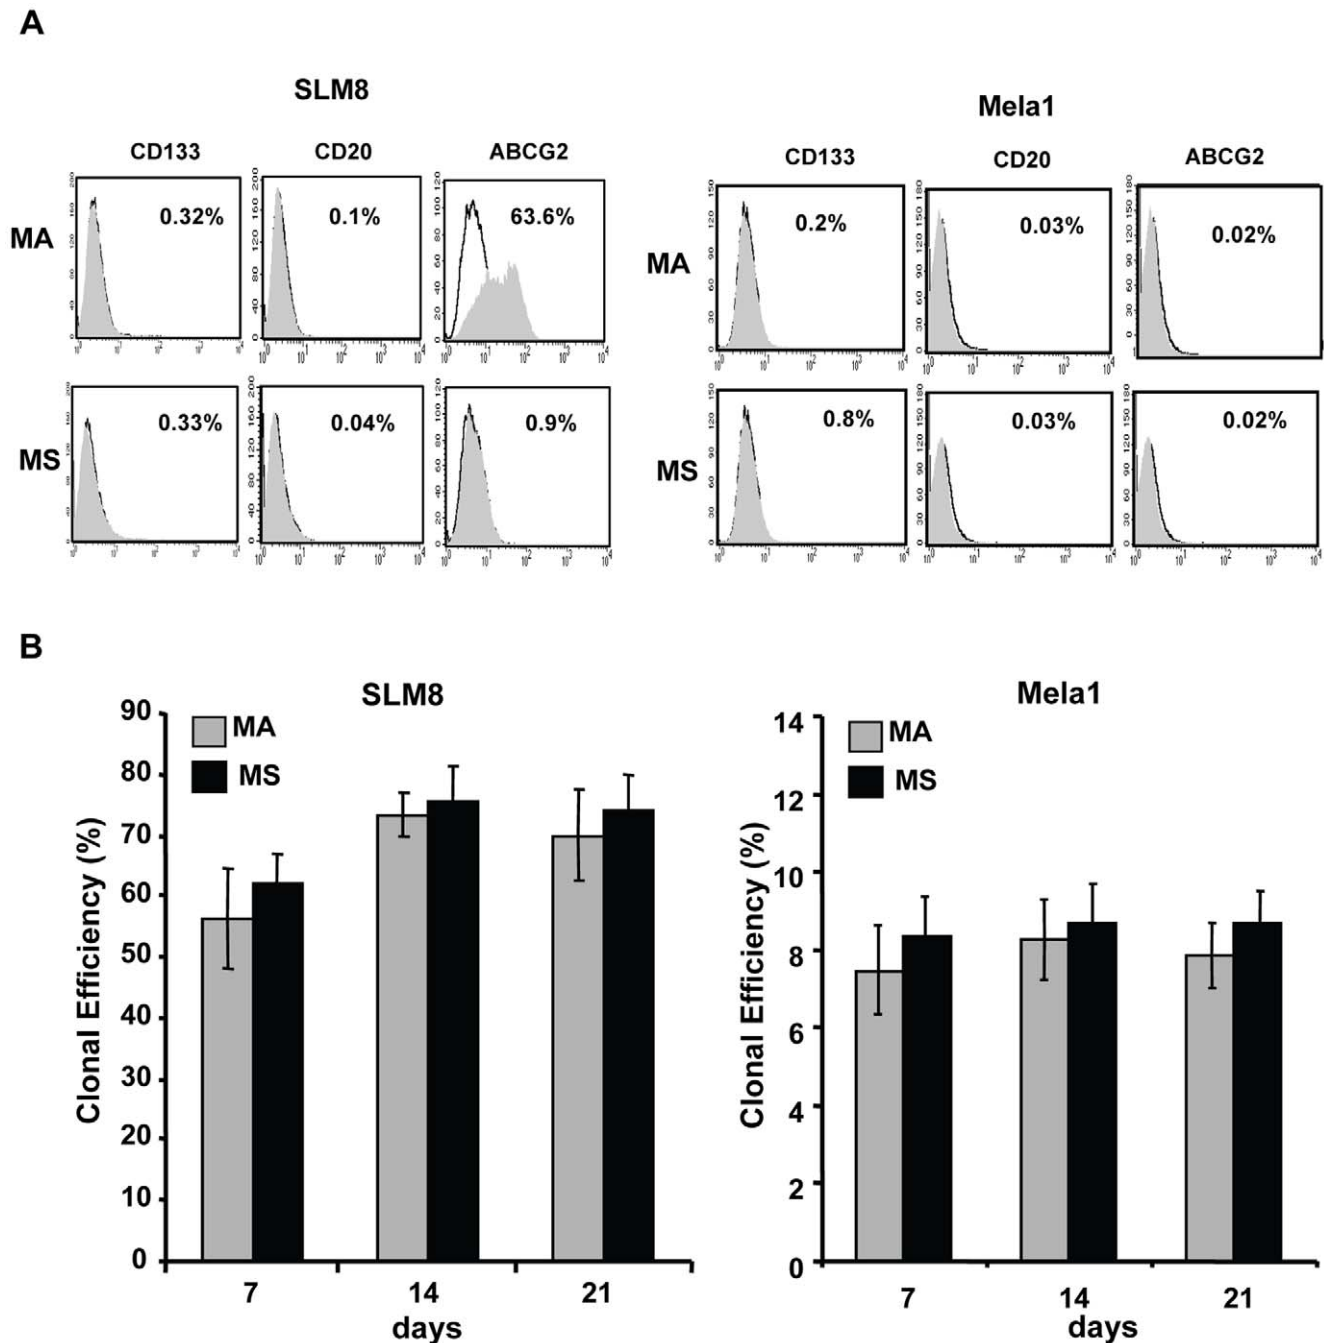 A
SLM8
Mela1
CD133 CD20 ABCG2
CD133 CD20 ABCG2
MA 0.32% 0.1% 63.6%
MA 0.2% 0.03% 0.02%
MS 0.33% 0.04% 0.9%
MS 0.8% 0.03% 0.02%
B
SLM8
MA
MS
Clonal Efficiency (%)
90
80
70
60
50
40
30
20
10
0
7 14 21
days
Mela1
MA
MS
Clonal Efficiency (%)
14
12
10
8
6
4
2
0
7 14 21
days